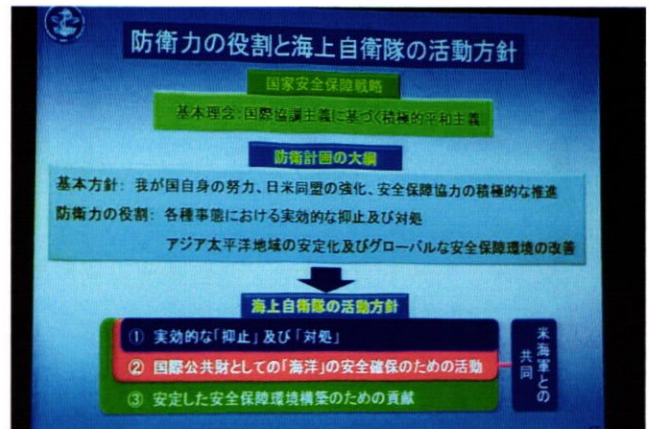 防衛力の役割と海上自衛隊の活動方針
国家安全保障戦略
基本理念：国際協調主義に基づく積極的平和主義
防衛計画の大綱
基本方針： 我が国自身の努力、日米同盟の強化、安全保障協力の積極的な推進
防衛力の役割： 各種事態における実効的な抑止及び対処
アジア太平洋地域の安定化及びグローバルな安全保障環境の改善
海上自衛隊の活動方針
① 実効的な「抑止」及び「対処」
② 国際公共財としての「海洋」の安全確保のための活動
③ 安定した安全保障環境構築のための貢献
米海軍との
共同